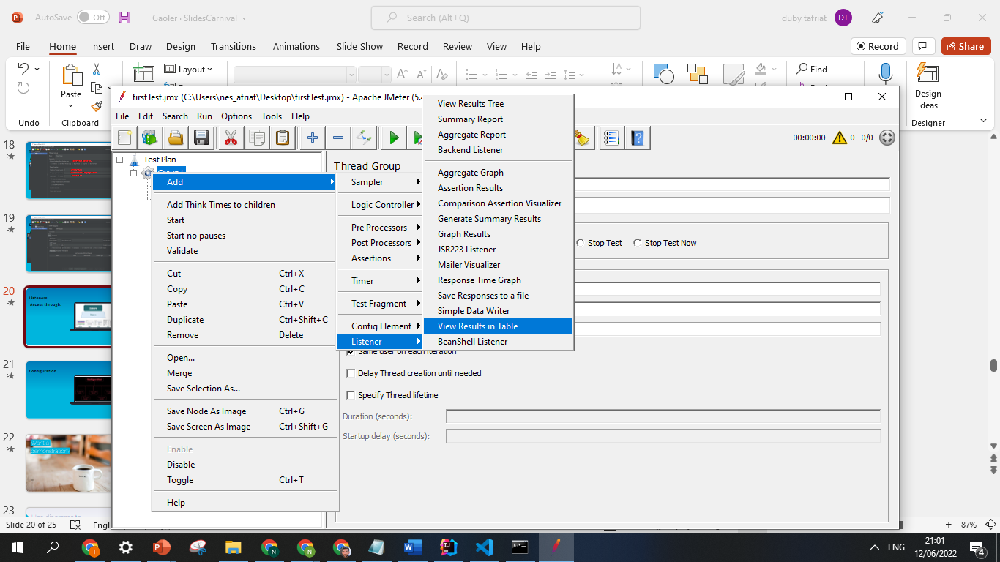 AutoSave Off Gaoler - SlidesCarnival Search (Alt+Q) duby tafriat DT
File Home Insert Draw Design Transitions Animations Slide Show Record Review View Help Record Share
Layout Find
Paste Design
Ideas
Undo Designer
firstTest.jmx (C:\Users\nes_afriat\Desktop\firstTest.jmx) - Apache JMeter (5.
File Edit Search Run Options Tools Help
00:00:00 0 0/0
Test Plan
Thread Group
Add
Add Think Times to children
Start
Start no pauses
Validate
Cut Ctrl+X
Copy Ctrl+C
Paste Ctrl+V
Duplicate Ctrl+Shift+C
Remove Delete
Open...
Merge
Save Selection As...
Save Node As Image Ctrl+G
Save Screen As Image Ctrl+Shift+G
Enable
Disable
Toggle Ctrl+T
Help
Sampler
Logic Controller
Pre Processors
Post Processors
Assertions
Timer
Test Fragment
Config Element
Listener
View Results Tree
Summary Report
Aggregate Report
Backend Listener
Aggregate Graph
Assertion Results
Comparison Assertion Visualizer
Generate Summary Results
Graph Results
JSR223 Listener
Mailer Visualizer
Response Time Graph
Save Responses to a file
Simple Data Writer
View Results in Table
BeanShell Listener
Stop Test Stop Test Now
Same user on each iteration
Delay Thread creation until needed
Specify Thread lifetime
Duration (seconds):
Startup delay (seconds):
18
19
20
Listeners
Access through:
21
Configuration
22
Want a
demonstration?
23
Slide 20 of 25 87%
ENG 21:01
12/06/2022 4